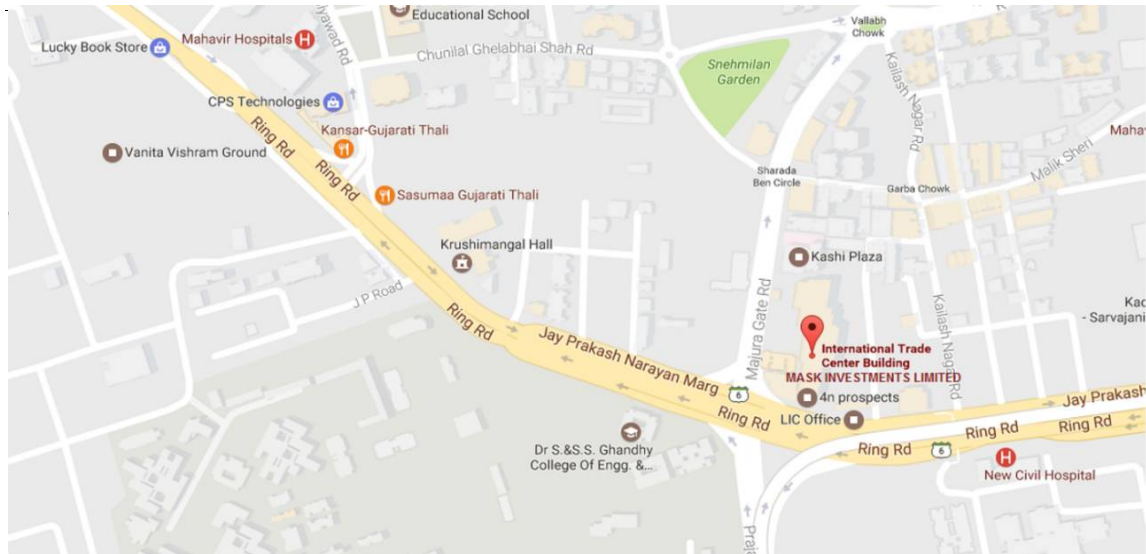 Educational School
Vallabh
Chowk
Lucky Book Store
Mahavir Hospitals
Chunilal Ghelabhai Shah Rd
Snehmilan
Garden
Kailash Nagar Rd
CPS Technologies
Kansar-Gujarati Thali
Ring Rd
Vanita Vishram Ground
Ring Rd
Malik Sheri
Sharada
Ben Circle
Garba Chowk
Sasumaa Gujarati Thali
Krushimangal Hall
Kashi Plaza
J P Road
Ring Rd
Majura Gate Rd
Kailash Nagar Rd
- Sarvajani
Jay Prakash Narayan Marg
International Trade
Center Building
MASK INVESTMENTS LIMITED
6
4n prospects
Jay Prakash
Ring Rd
LIC Office
Ring Rd
Ring Rd
Ring Rd
6
Dr S.&S.S. Ghandhy
College Of Engg. &...
New Civil Hospital